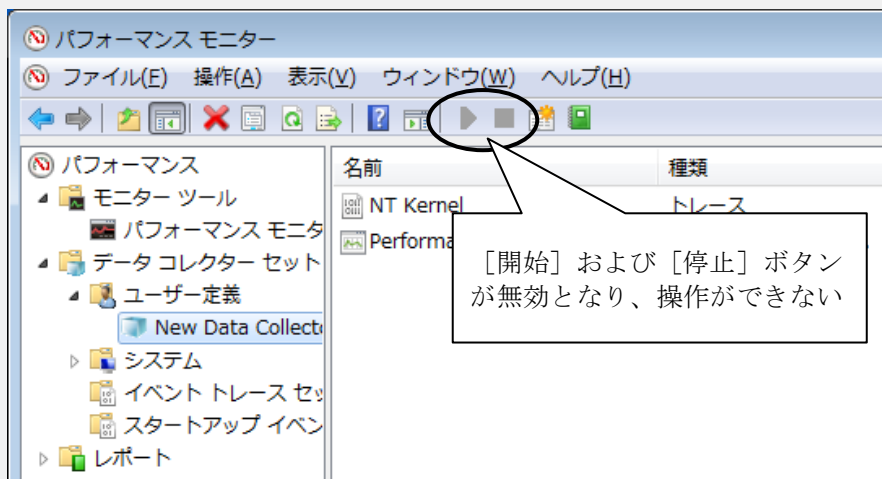 パフォーマンス モニター
ファイル(F) 操作(A) 表示(V) ウィンドウ(W) ヘルプ(H)
パフォーマンス
モニター ツール
パフォーマンス モニタ
データ コレクター セット
ユーザー定義
New Data Collecto
システム
イベント トレース セッ
スタートアップ イベン
レポート
名前 種類
NT Kernel トレース
Performa
［開始］および［停止］ボタン
が無効となり、操作ができない